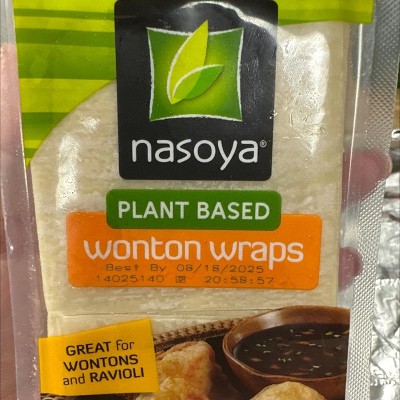 nasoya®
PLANT BASED
wonton wraps
Best By 08/18/2025
14025140 20:58:57
GREAT for
WONTONS
and RAVIOLI